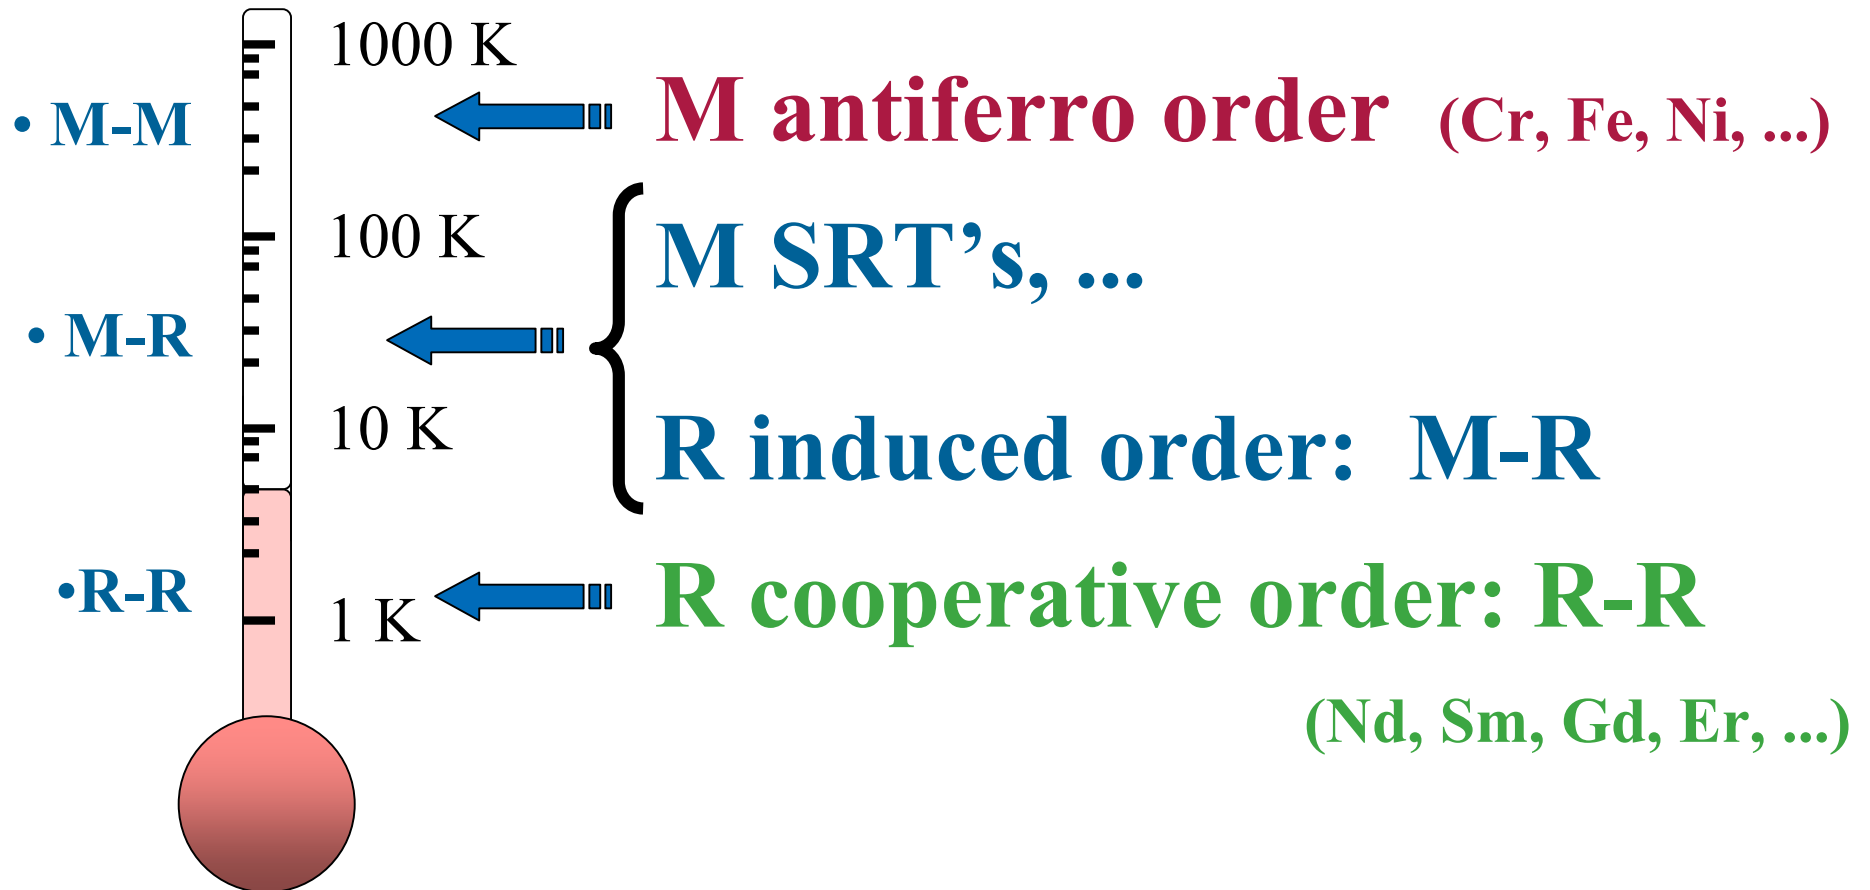 1000 K
• M-M
M antiferro order (Cr, Fe, Ni, ...)
100 K
M SRT’s, ...
• M-R
10 K
R induced order: M-R
•R-R
1 K
R cooperative order: R-R
(Nd, Sm, Gd, Er, ...)